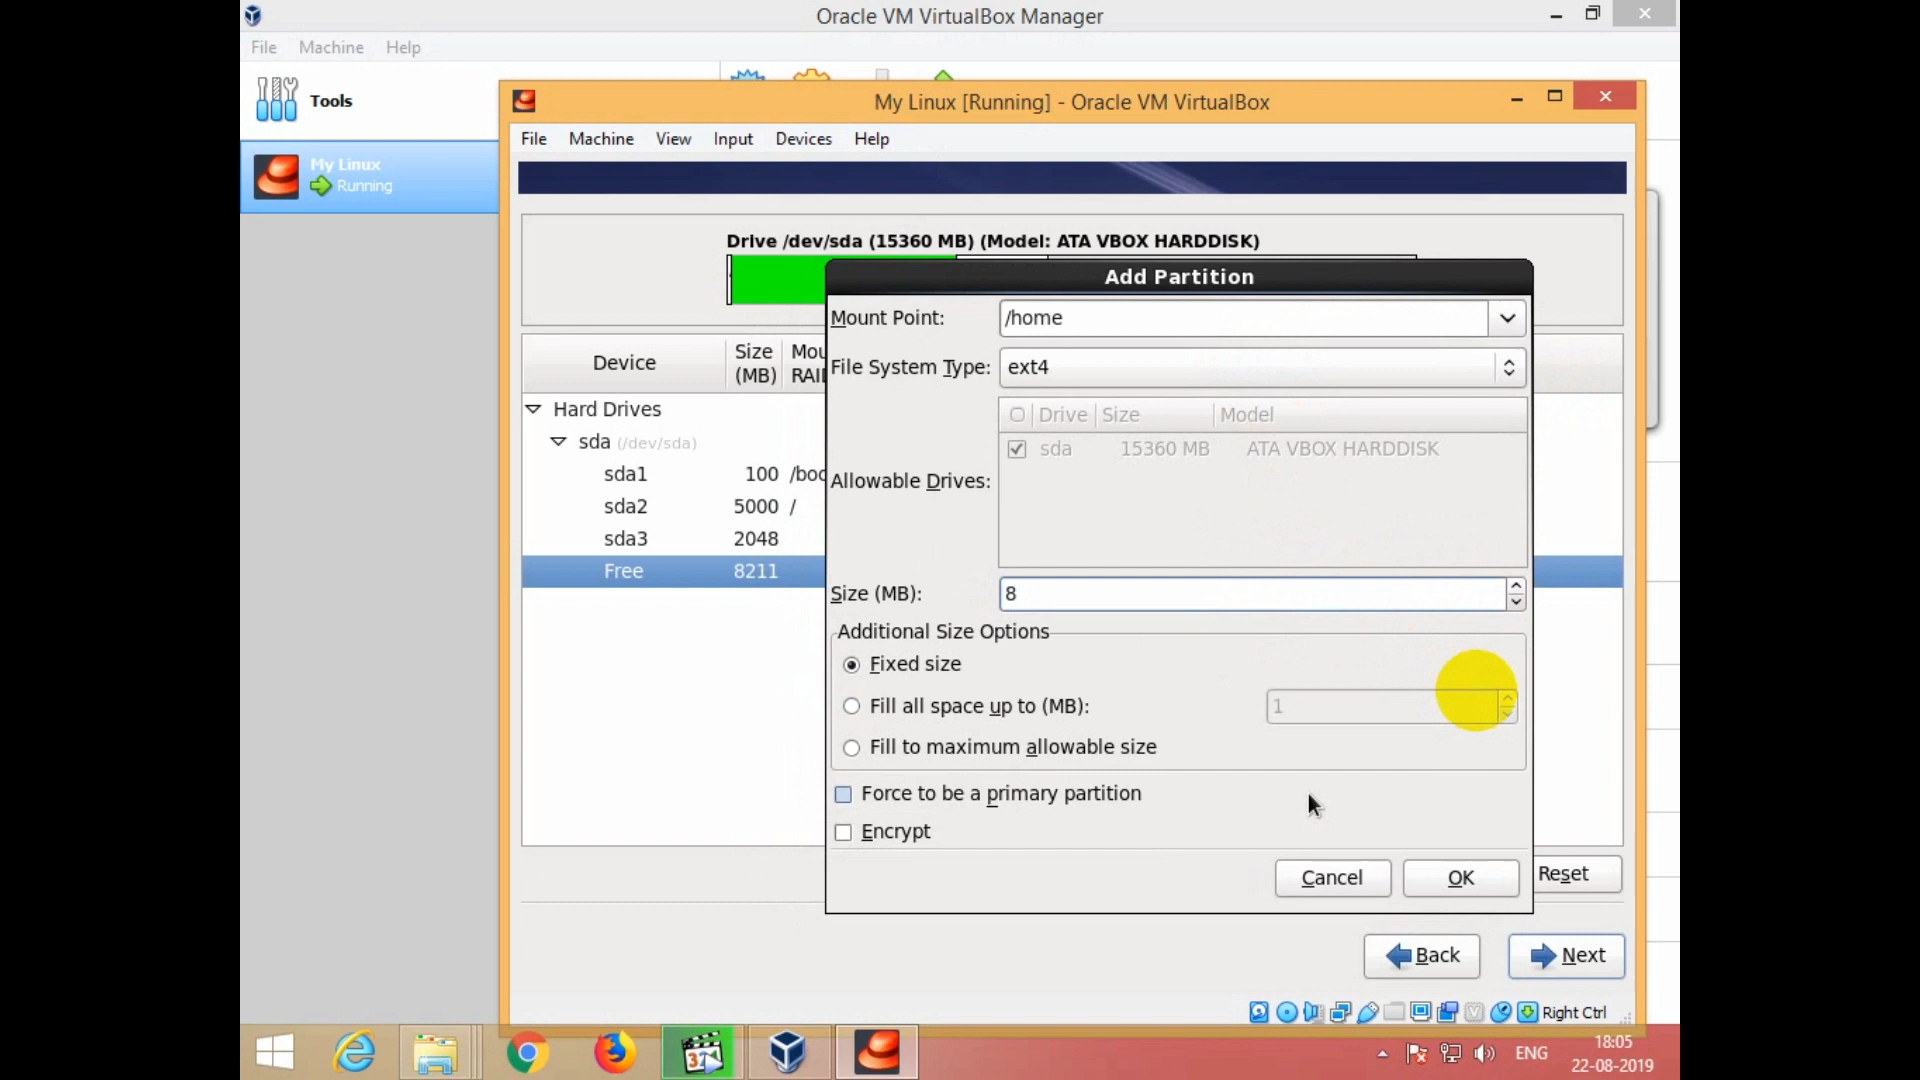 Oracle VM VirtualBox Manager
File Machine Help
Tools
My Linux
Running
My Linux [Running] - Oracle VM VirtualBox
File Machine View Input Devices Help
Drive /dev/sda (15360 MB) (Model: ATA VBOX HARDDISK)
Add Partition
Mount Point: /home
File System Type: ext4
Drive Size Model
sda 15360 MB ATA VBOX HARDDISK
Allowable Drives:
Size (MB): 8
Additional Size Options
Fixed size
Fill all space up to (MB): 1
Fill to maximum allowable size
Force to be a primary partition
Encrypt
Cancel OK
Device Size (MB)
Hard Drives
sda (/dev/sda)
sda1 100
sda2 5000 /
sda3 2048
Free 8211
Reset
Back Next
Right Ctrl
ENG
18:05
22-08-2019